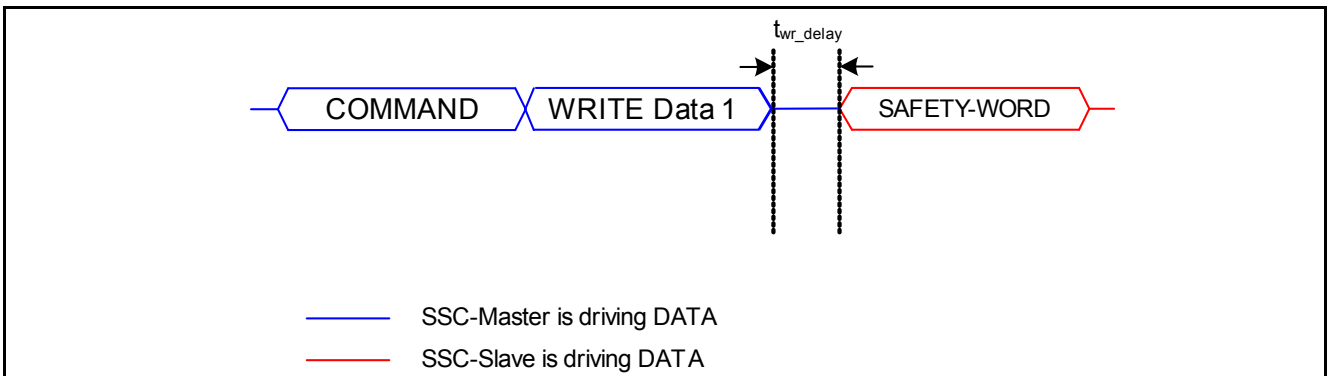 twr_delay
COMMAND WRITE Data 1 SAFETY-WORD
SSC-Master is driving DATA
SSC-Slave is driving DATA